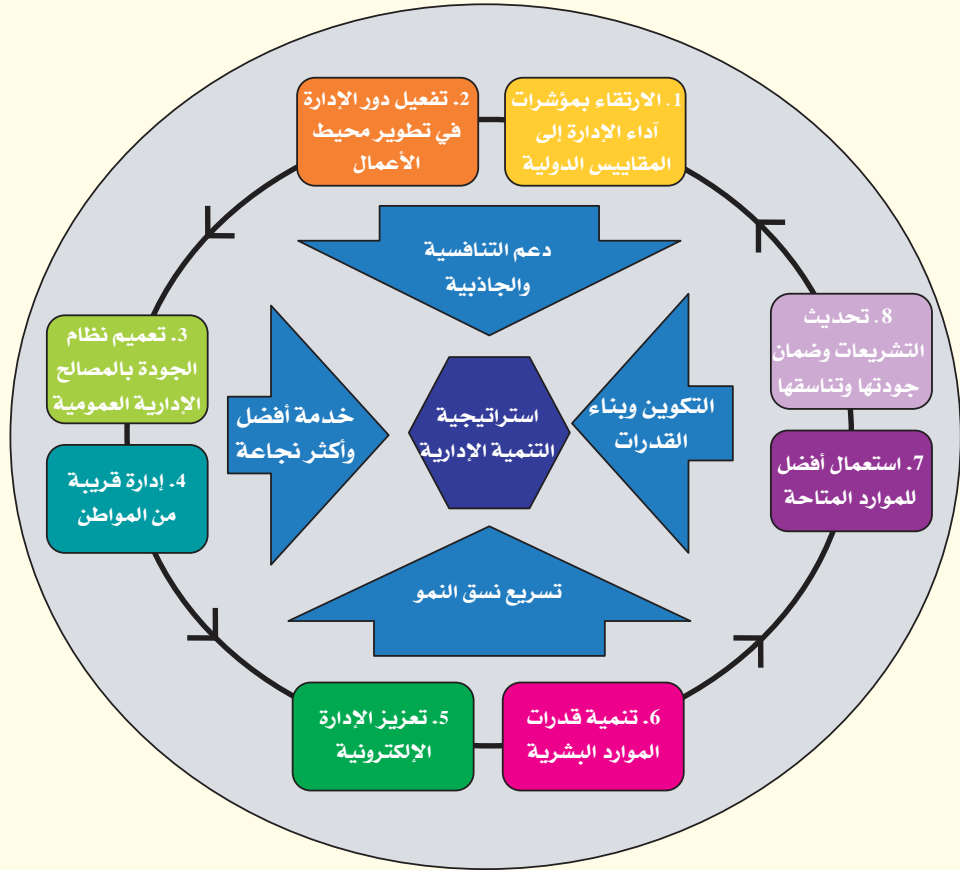 1. الارتقاء بمؤشرات
آداء الإدارة إلى
المقاييس الدولية
2. تفعيل دور الإدارة
في تطوير محيط
الأعمال
3. تعميم نظام
الجودة بالمصالح
الإدارية العمومية
4. إدارة قريبة
من المواطن
5. تعزيز الإدارة
الإلكترونية
6. تنمية قدرات
الموارد البشرية
7. استعمال أفضل
للموارد المتاحة
8. تحديث
التشريعات وضمان
جودتها وتناسقها
دعم التنافسية
والجاذبية
خدمة أفضل
وأكثر نجاعة
تسريع نسق النمو
التكوين وبناء
القدرات
استراتيجية
التنمية الإدارية